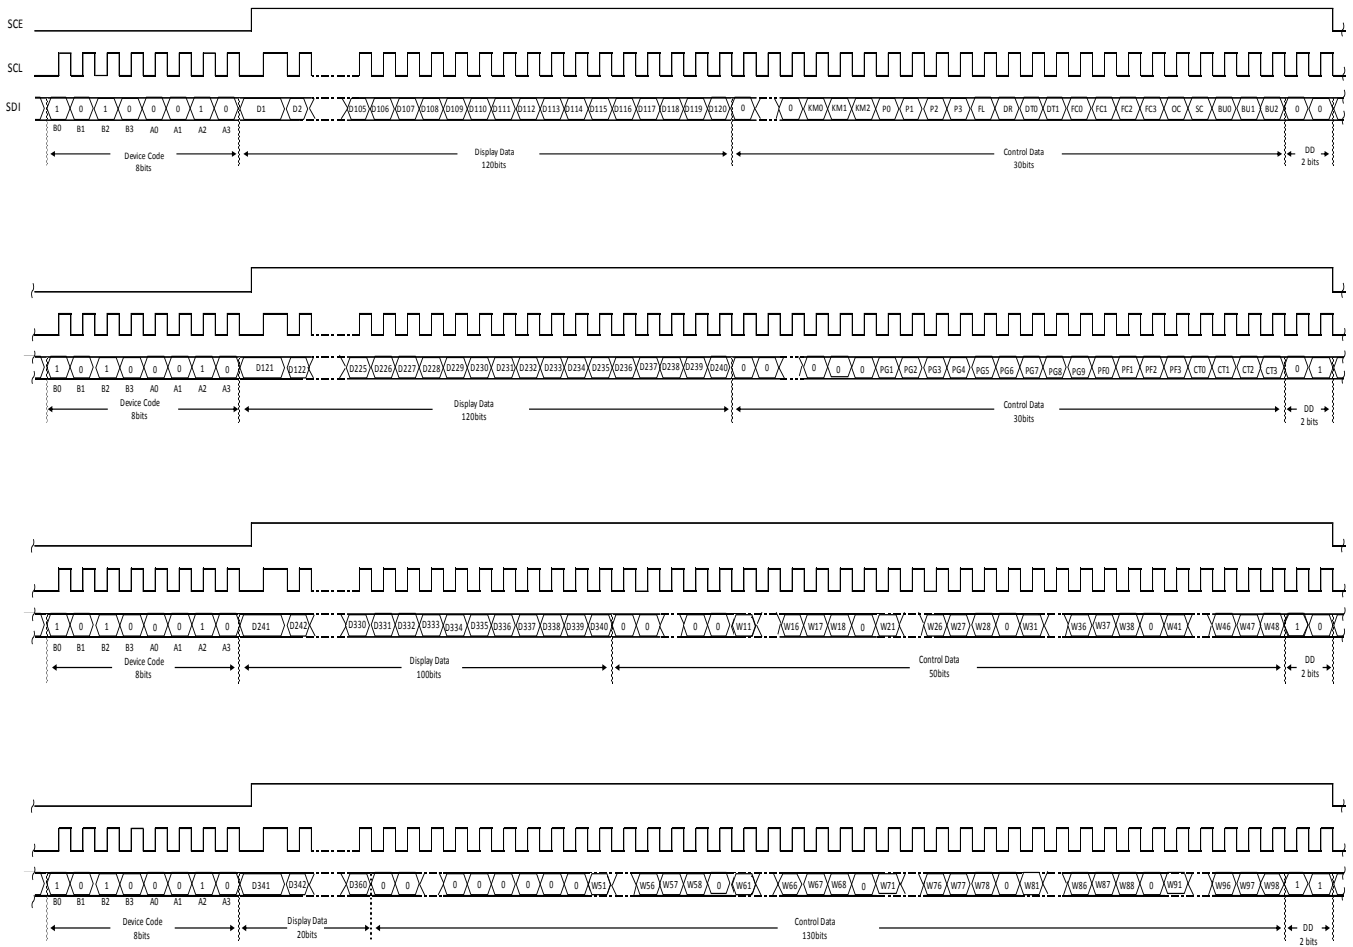 SCE
SCL
SDI
1 0 1 0 0 0 1 0 D1 D2 D105 D106 D107 D108 D109 D110 D111 D112 D113 D114 D115 D116 D117 D118 D119 D120 0 0 KM0 KM1 KM2 P0 P1 P2 P3 FL DR DT0 DT1 FC0 FC1 FC2 FC3 OC SC BU0 BU1 BU2 0 0
B0 B1 B2 B3 A0 A1 A2 A3
Device Code Display Data Control Data DD
8bits 120bits 30bits 2 bits
1 0 1 0 0 0 1 0 D121 D122 D225 D226 D227 D228 D229 D230 D231 D232 D233 D234 D235 D236 D237 D238 D239 D240 0 0 0 0 0 PG1 PG2 PG3 PG4 PG5 PG6 PG7 PG8 PG9 PF0 PF1 PF2 PF3 CT0 CT1 CT2 CT3 0 1
B0 B1 B2 B3 A0 A1 A2 A3
Device Code Display Data Control Data DD
8bits 120bits 30bits 2 bits
1 0 1 0 0 0 1 0 D241 D242 D330 D331 D332 D333 D334 D335 D336 D337 D338 D339 D340 0 0 0 0 W11 W16 W17 W18 0 W21 W26 W27 W28 0 W31 W36 W37 W38 0 W41 W46 W47 W48 1 0
B0 B1 B2 B3 A0 A1 A2 A3
Device Code Display Data Control Data DD
8bits 100bits 50bits 2 bits
1 0 1 0 0 0 1 0 D341 D342 D360 0 0 0 0 0 0 0 0 W51 W56 W57 W58 0 W61 W66 W67 W68 0 W71 W76 W77 W78 0 W81 W86 W87 W88 0 W91 W96 W97 W98 1 1
B0 B1 B2 B3 A0 A1 A2 A3
Device Code Display Data Control Data DD
8bits 20bits 130bits 2 bits